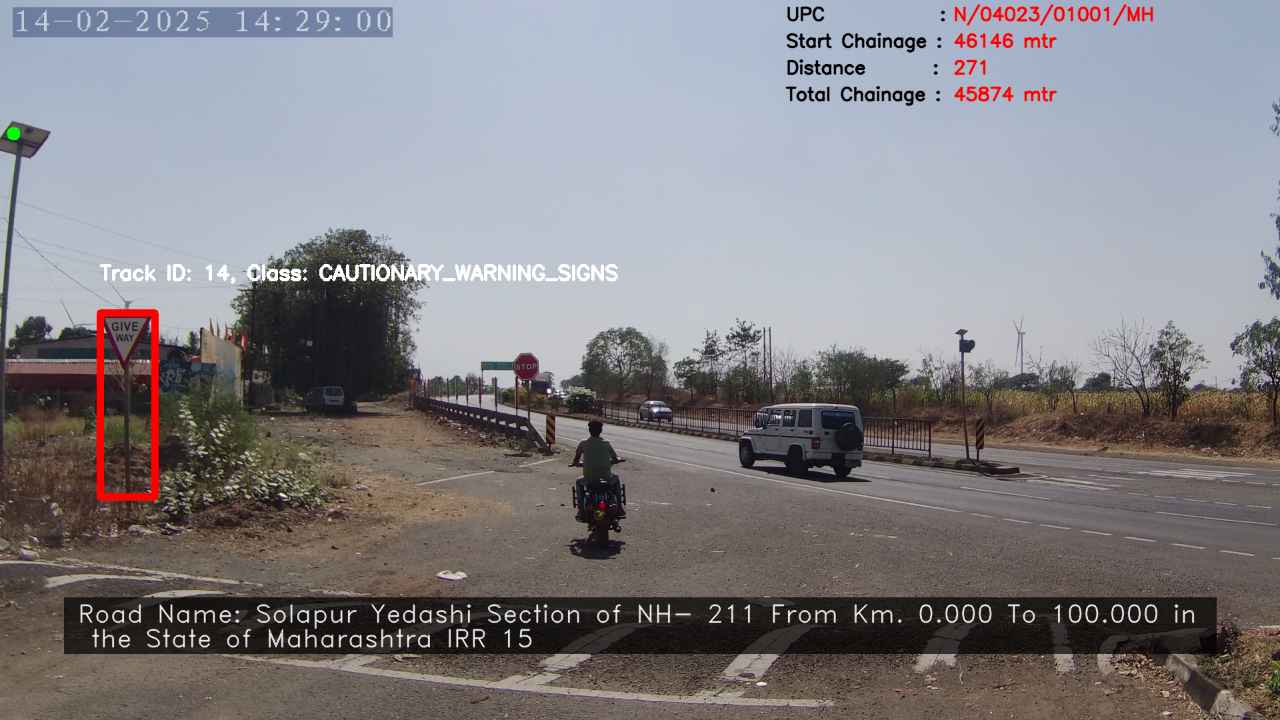 14-02-2025 14:29:00
UPC : N/04023/01001/MH
Start Chainage : 46146 mtr
Distance : 271
Total Chainage : 45874 mtr
Track ID: 14, Class: CAUTIONARY_WARNING_SIGNS
GIVE
WAY
STOP
Road Name: Solapur Yedashi Section of NH- 211 From Km. 0.000 To 100.000 in
the State of Maharashtra IRR 15